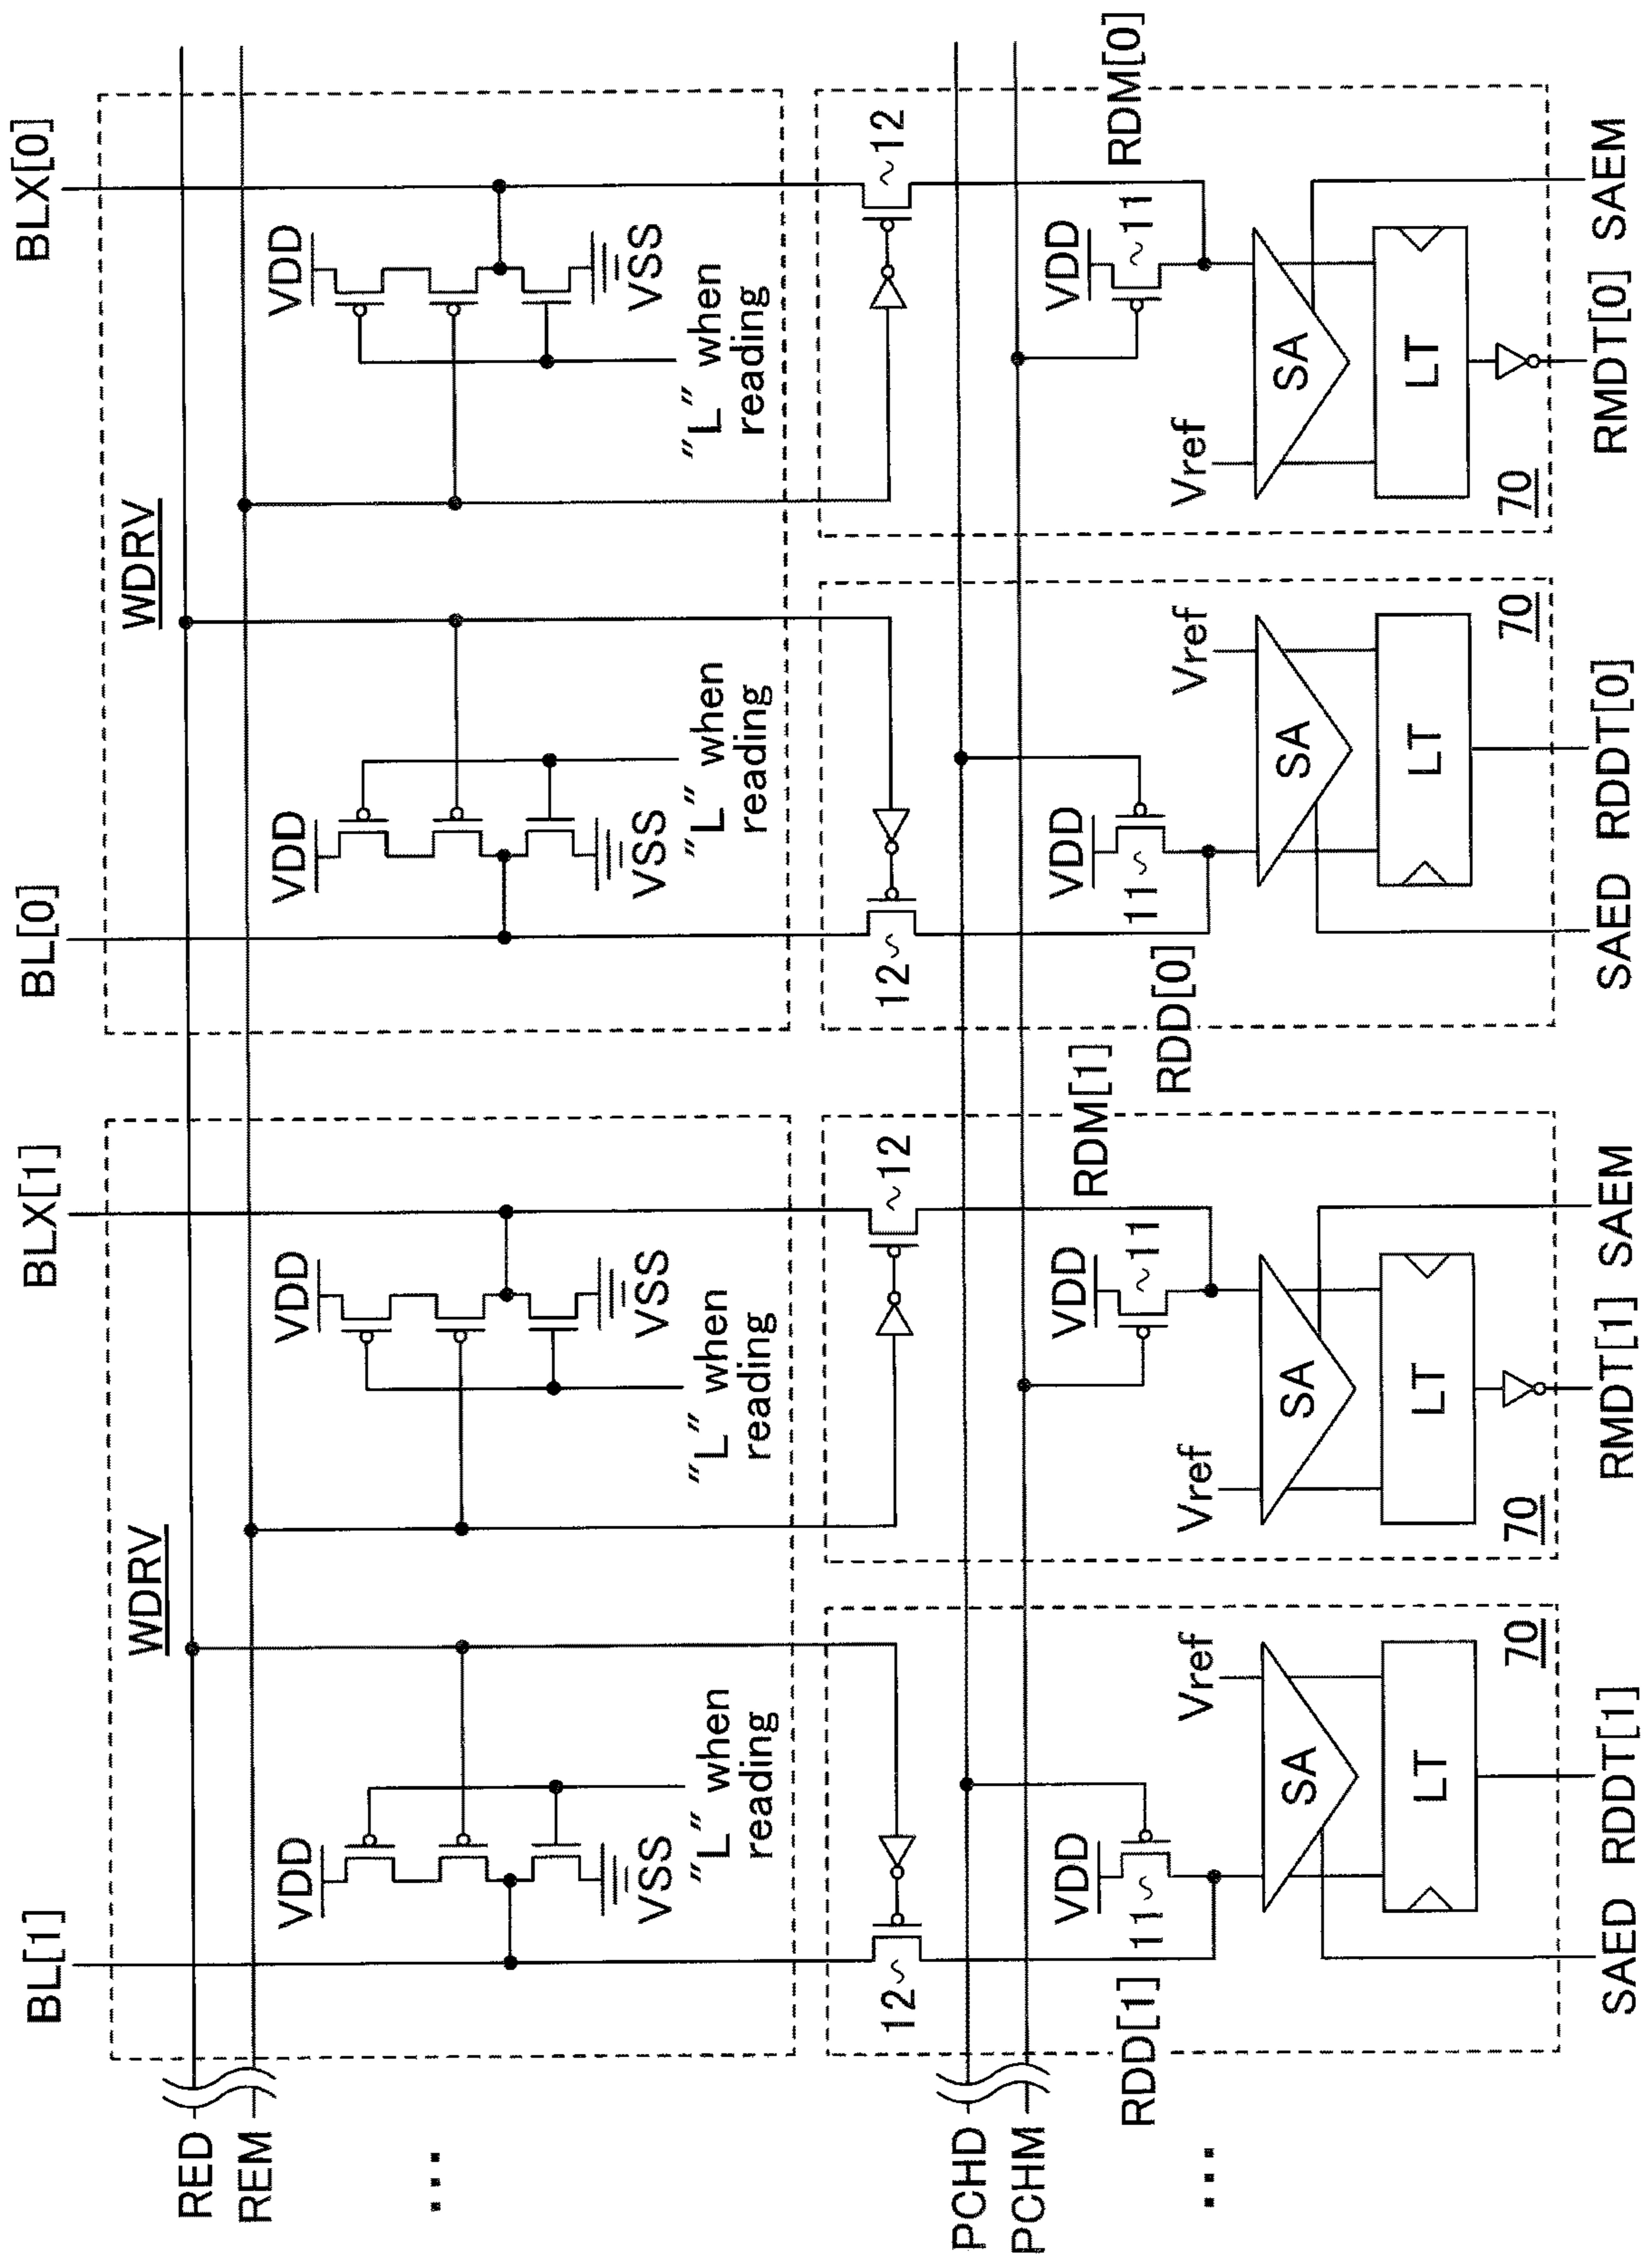 BL[1]
BLX[1]
BL[0]
BLX[0]
RED
WDRV
WDRV
REM
VDD
VDD
VDD
VDD
...
VSS
VSS
VSS
VSS
"L" when
reading
"L" when
reading
"L" when
reading
"L" when
reading
12
12
12
12
PCHD
PCHM
RDD[1]
RDM[1]
RDD[0]
RDM[0]
VDD
VDD
VDD
VDD
11
11
11
11
...
Vref
Vref
Vref
Vref
SA
SA
SA
SA
LT
LT
LT
LT
70
70
70
70
SAED RDDT[1]
RMDT[1] SAEM
SAED RDDT[0]
RMDT[0] SAEM